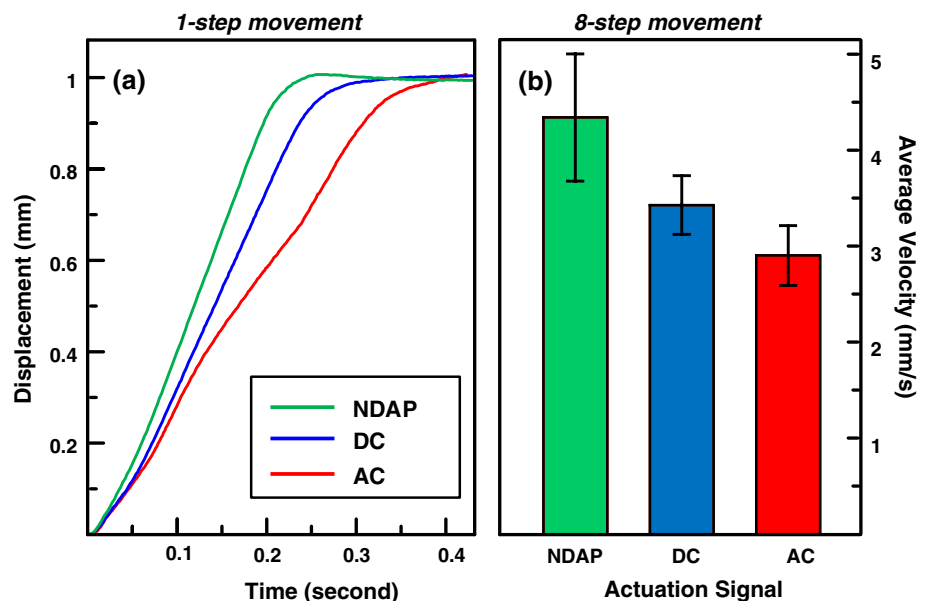 1-step movement
(a)
1
0.8
0.6
0.4
0.2
Displacement (mm)
NDAP
DC
AC
0.1
0.2
0.3
0.4
Time (second)
8-step movement
(b)
5
4
3
2
1
Average Velocity (mm/s)
NDAP
DC
AC
Actuation Signal